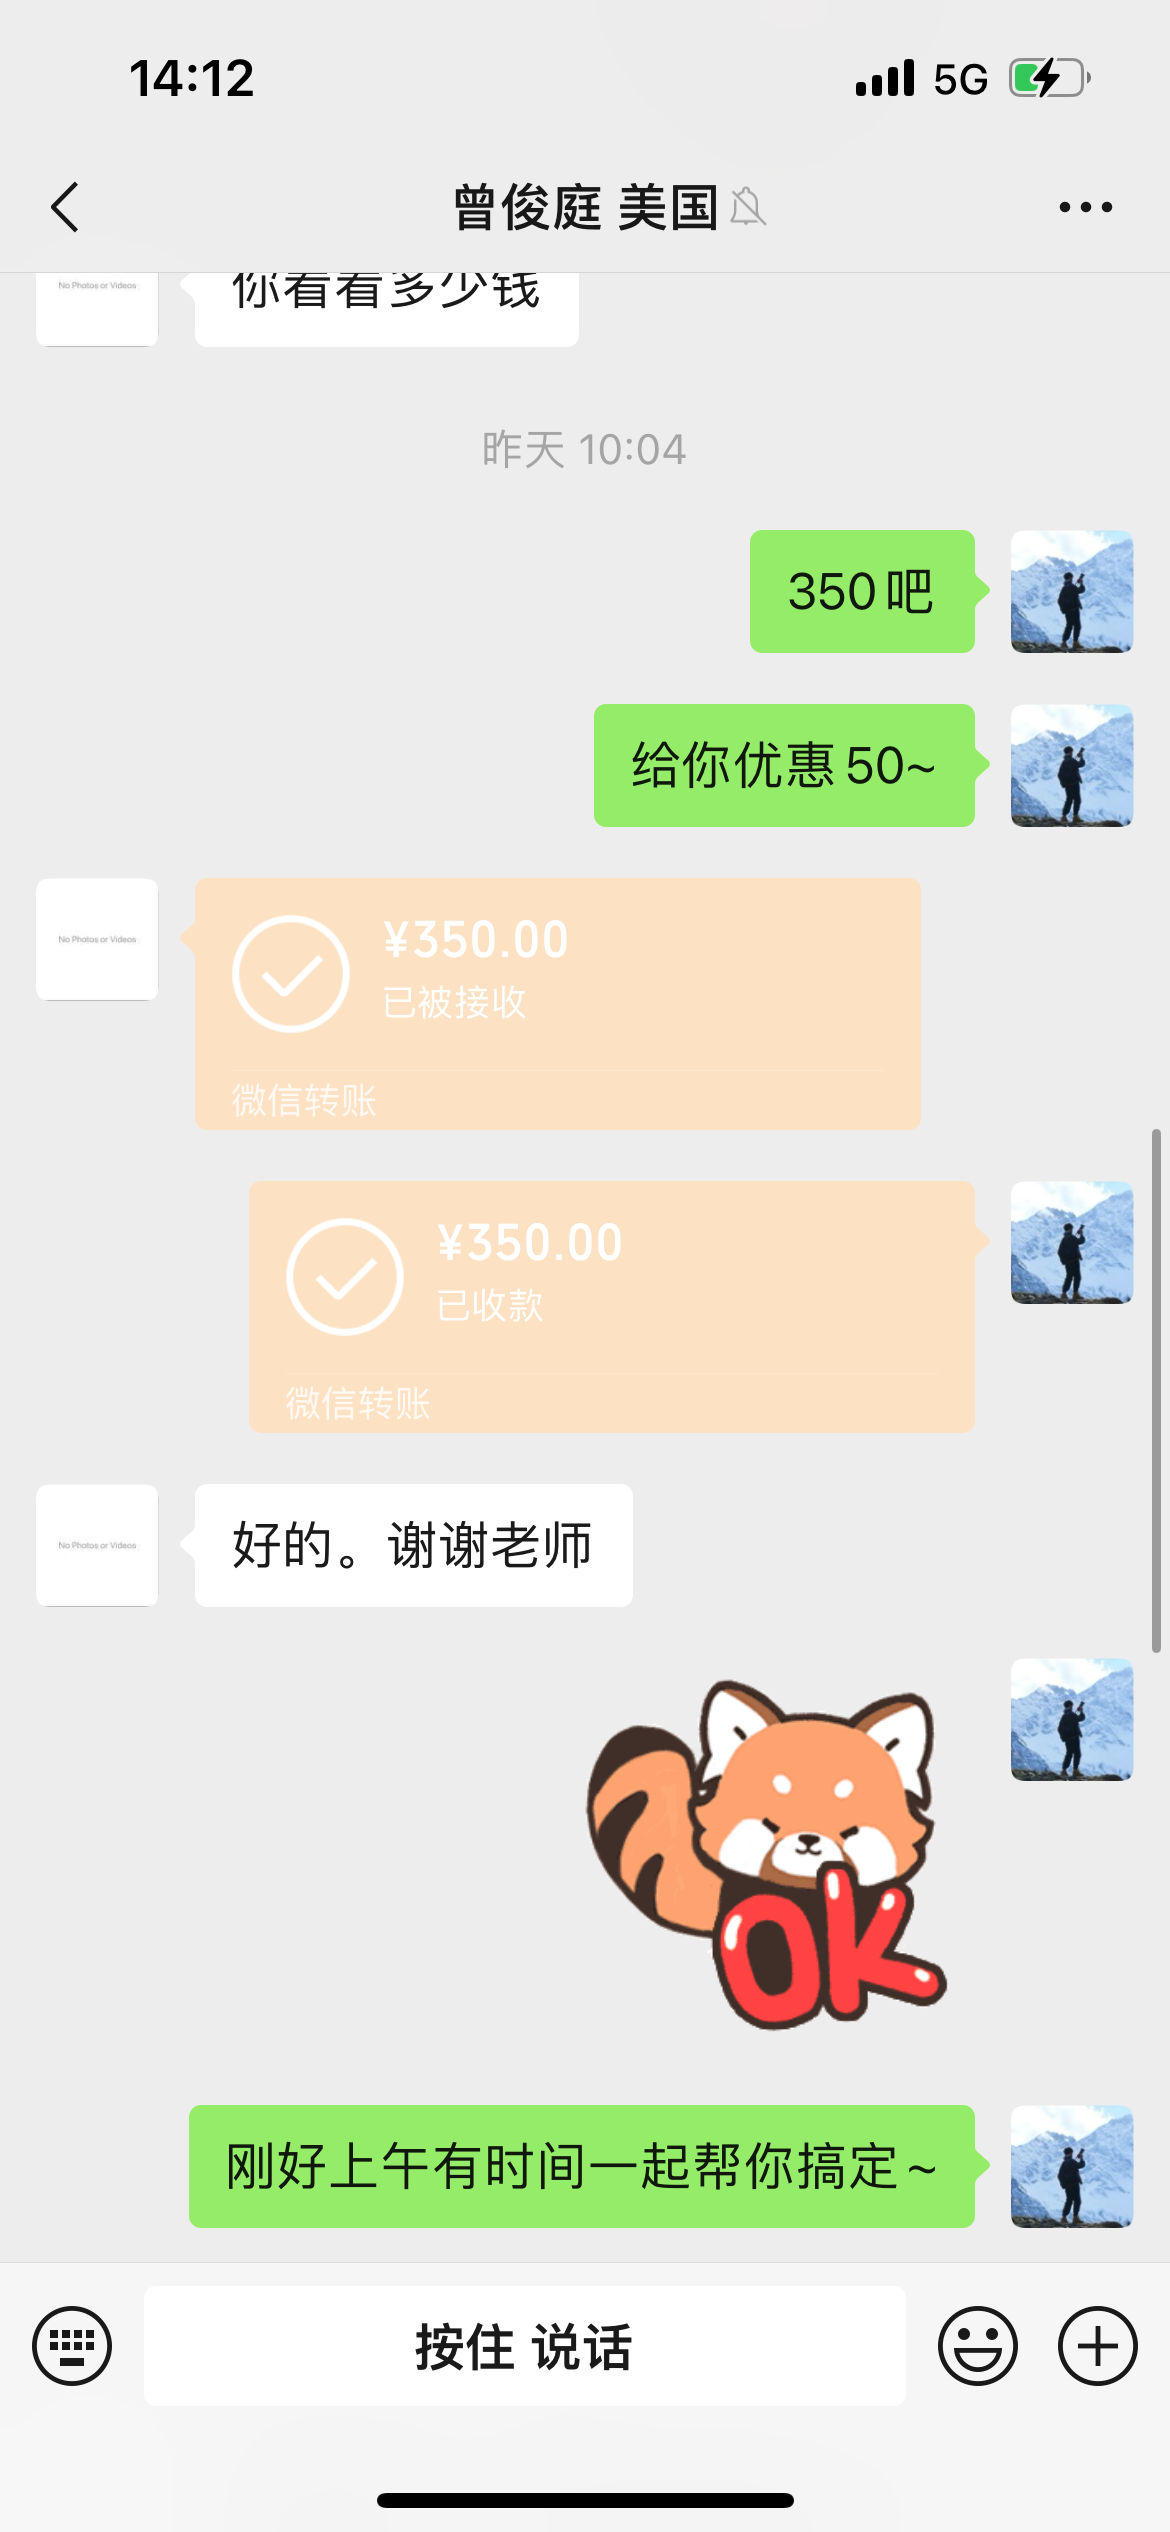 14:12
5G
曾俊庭 美国
No Photos or Videos
你看看多少钱
昨天 10:04
350吧
给你优惠50~
No Photos or Videos
¥350.00
已被接收
微信转账
¥350.00
已收款
微信转账
No Photos or Videos
好的。谢谢老师
OK
刚好上午有时间一起帮你搞定~
按住 说话